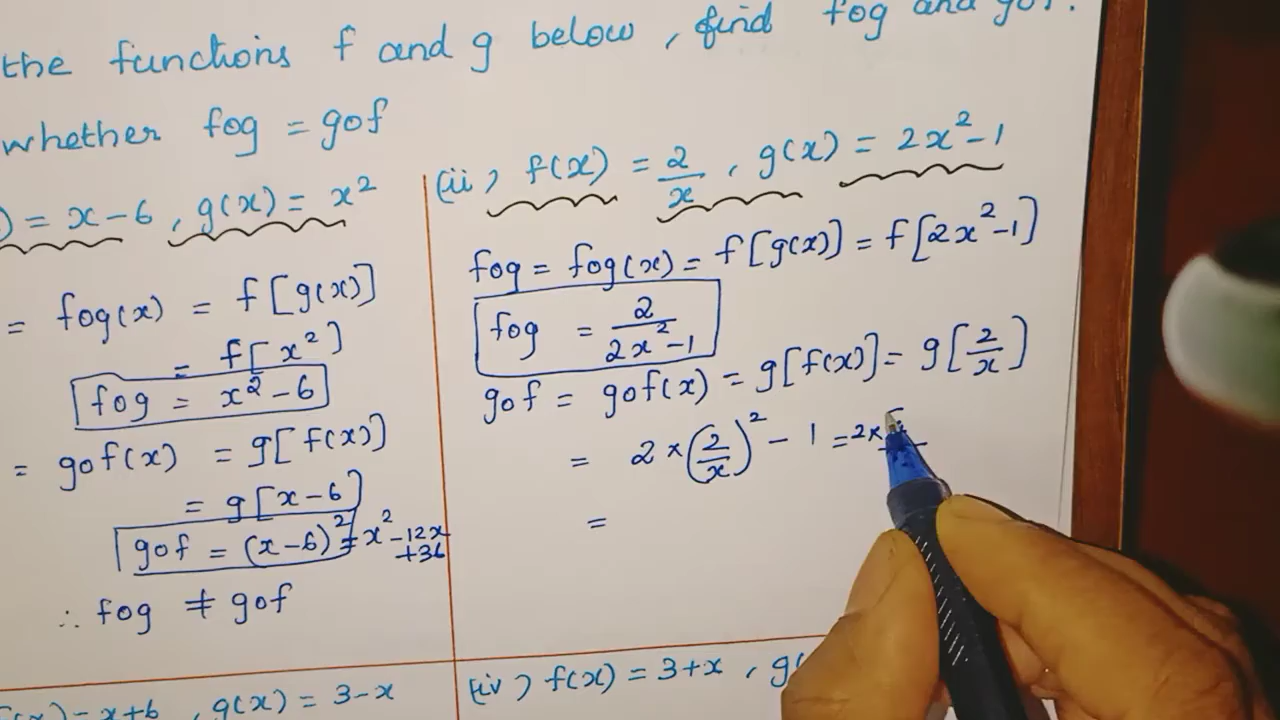 the functions f and g below, find fog and gof.
whether fog = gof
) = x-6, g(x) = x²
= fog(x) = f[g(x)]
= f[x²]
fog = x²-6
= gof(x) = g[f(x)]
= g[x-6]
gof = (x-6)² = x² -12x +36
∴ fog ≠ gof
(ii) f(x) = 2/x, g(x) = 2x²-1
fog = fog(x) = f[g(x)] = f[2x²-1]
fog = 2/(2x²-1)
gof = gof(x) = g[f(x)] = g[2/x]
= 2×(2/x)² - 1 = 2×
=
(x) = x+6, g(x) = 3-x
(iv) f(x) = 3+x, g(